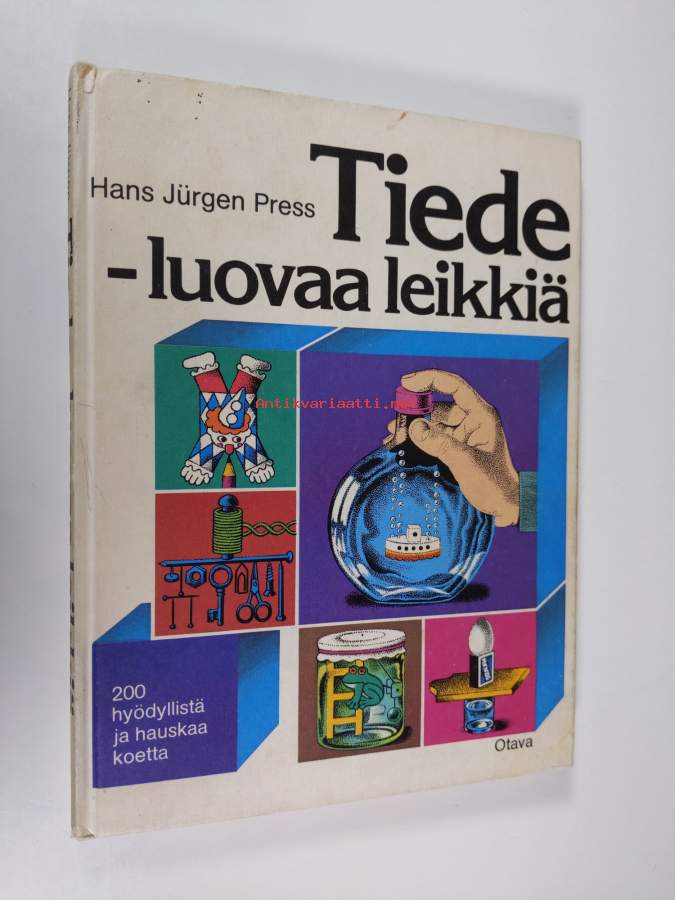 Hans Jürgen Press
Tiede
- luovaa leikkiä
Antikvariaatti.net
200
hyödyllistä
ja hauskaa
koetta
Otava